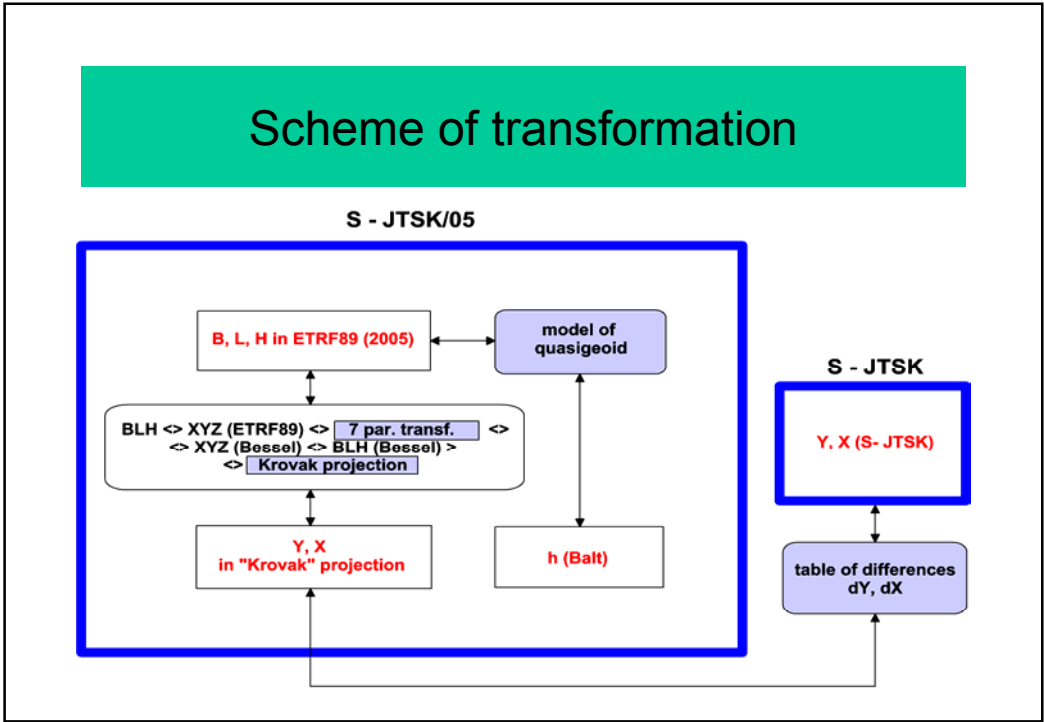 Scheme of transformation
S - JTSK/05
B, L, H in ETRF89 (2005)
model of
quasigeoid
BLH <> XYZ (ETRF89) <> 7 par. transf. <>
<> XYZ (Bessel) <> BLH (Bessel) >
<> Krovak projection
Y, X
in "Krovak" projection
h (Balt)
S - JTSK
Y, X (S- JTSK)
table of differences
dY, dX